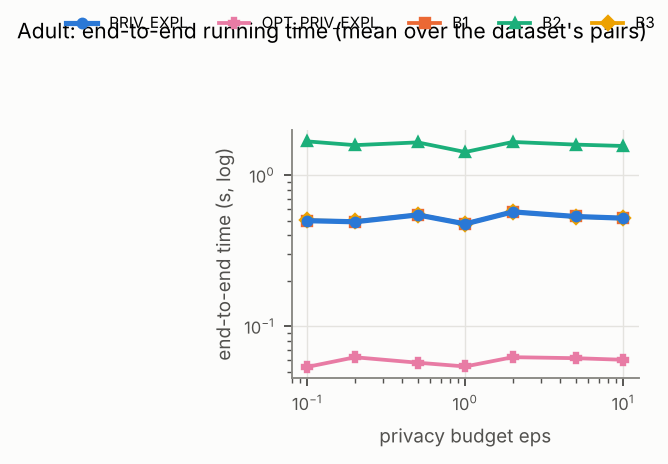 PRIV_EXPL OPT_PRIV_EXPL B1 B2 B3
Adult: end-to-end running time (mean over the dataset's pairs)
end-to-end time (s, log)
10⁰
10⁻¹
10⁻¹ 10⁰ 10¹
privacy budget eps